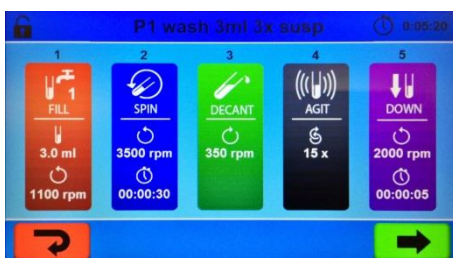 P1 wash 3ml 3x susp
0:05:20
1 2 3 4 5
1
FILL
3.0 ml
1100 rpm
SPIN
3500 rpm
00:00:30
DECANT
350 rpm
AGIT
15 x
DOWN
2000 rpm
00:00:05